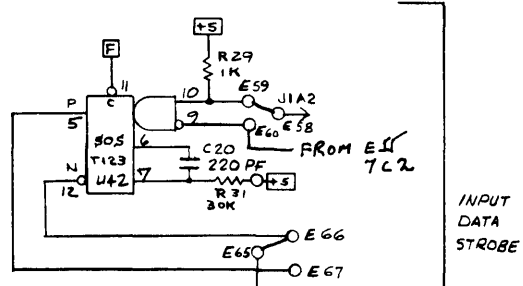 +5
F
R29
1K
11
C
10
E59
J1A2
P
5
9
E60
E58
SOS
6
C20
FROM E
7C2
T123
220 PF
N
12
U42
7
R31
30K
+5
INPUT
DATA
STROBE
E66
E65
E67